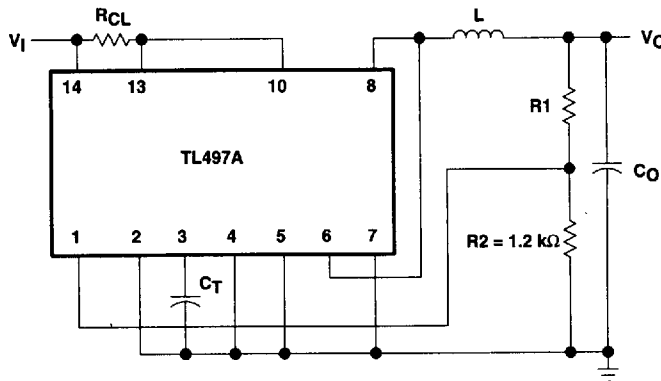 RCL
VI
L
VO
14 13 10 8
R1
TL497A
CO
1 2 3 4 5 6 7
R2 = 1.2 kΩ
CT